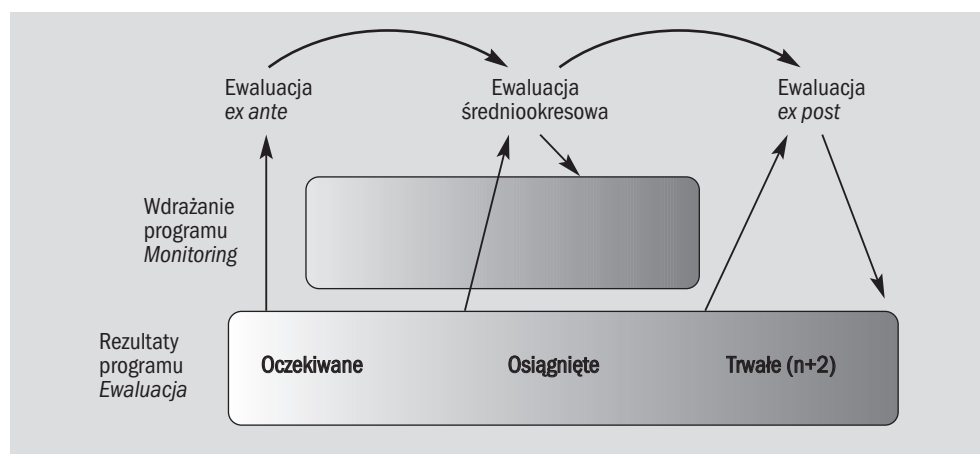 Ewaluacja
ex ante
Ewaluacja
średniookresowa
Ewaluacja
ex post
Wdrażanie
programu
Monitoring
Rezultaty
programu
Ewaluacja
Oczekiwane
Osiągnięte
Trwałe (n+2)